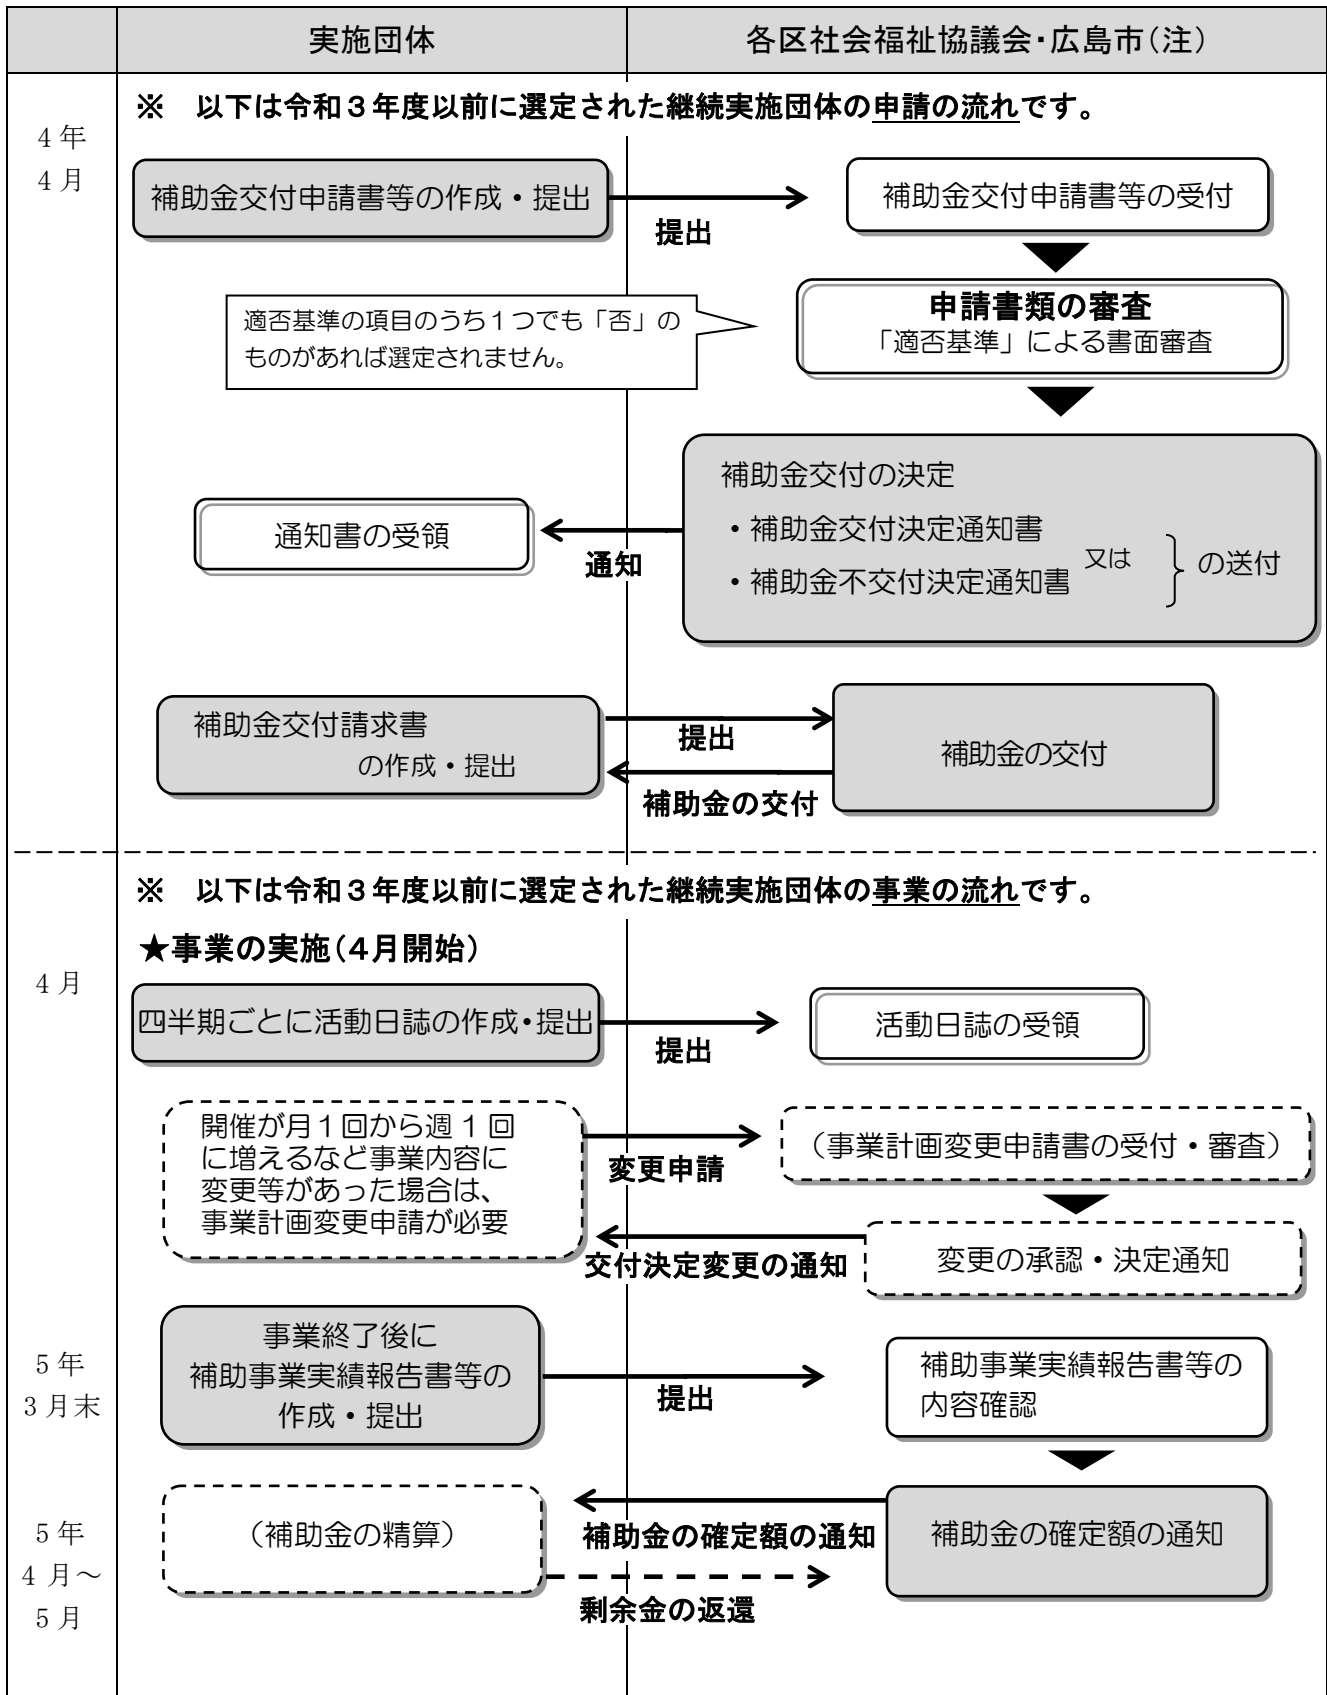 実施団体
各区社会福祉協議会・広島市（注）
4年
4月
※　以下は令和３年度以前に選定された継続実施団体の申請の流れです。
補助金交付申請書等の作成・提出
提出
補助金交付申請書等の受付
適否基準の項目のうち１つでも「否」の
ものがあれば選定されません。
申請書類の審査
「適否基準」による書面審査
通知書の受領
通知
補助金交付の決定
・補助金交付決定通知書
・補助金不交付決定通知書
又は
の送付
補助金交付請求書
の作成・提出
提出
補助金の交付
補助金の交付
※　以下は令和３年度以前に選定された継続実施団体の事業の流れです。
★事業の実施（４月開始）
4月
四半期ごとに活動日誌の作成・提出
提出
活動日誌の受領
開催が月１回から週１回
に増えるなど事業内容に
変更等があった場合は、
事業計画変更申請が必要
変更申請
（事業計画変更申請書の受付・審査）
交付決定変更の通知
変更の承認・決定通知
5年
3月末
事業終了後に
補助事業実績報告書等の
作成・提出
提出
補助事業実績報告書等の
内容確認
5年
4月～
5月
（補助金の精算）
補助金の確定額の通知
剰余金の返還
補助金の確定額の通知